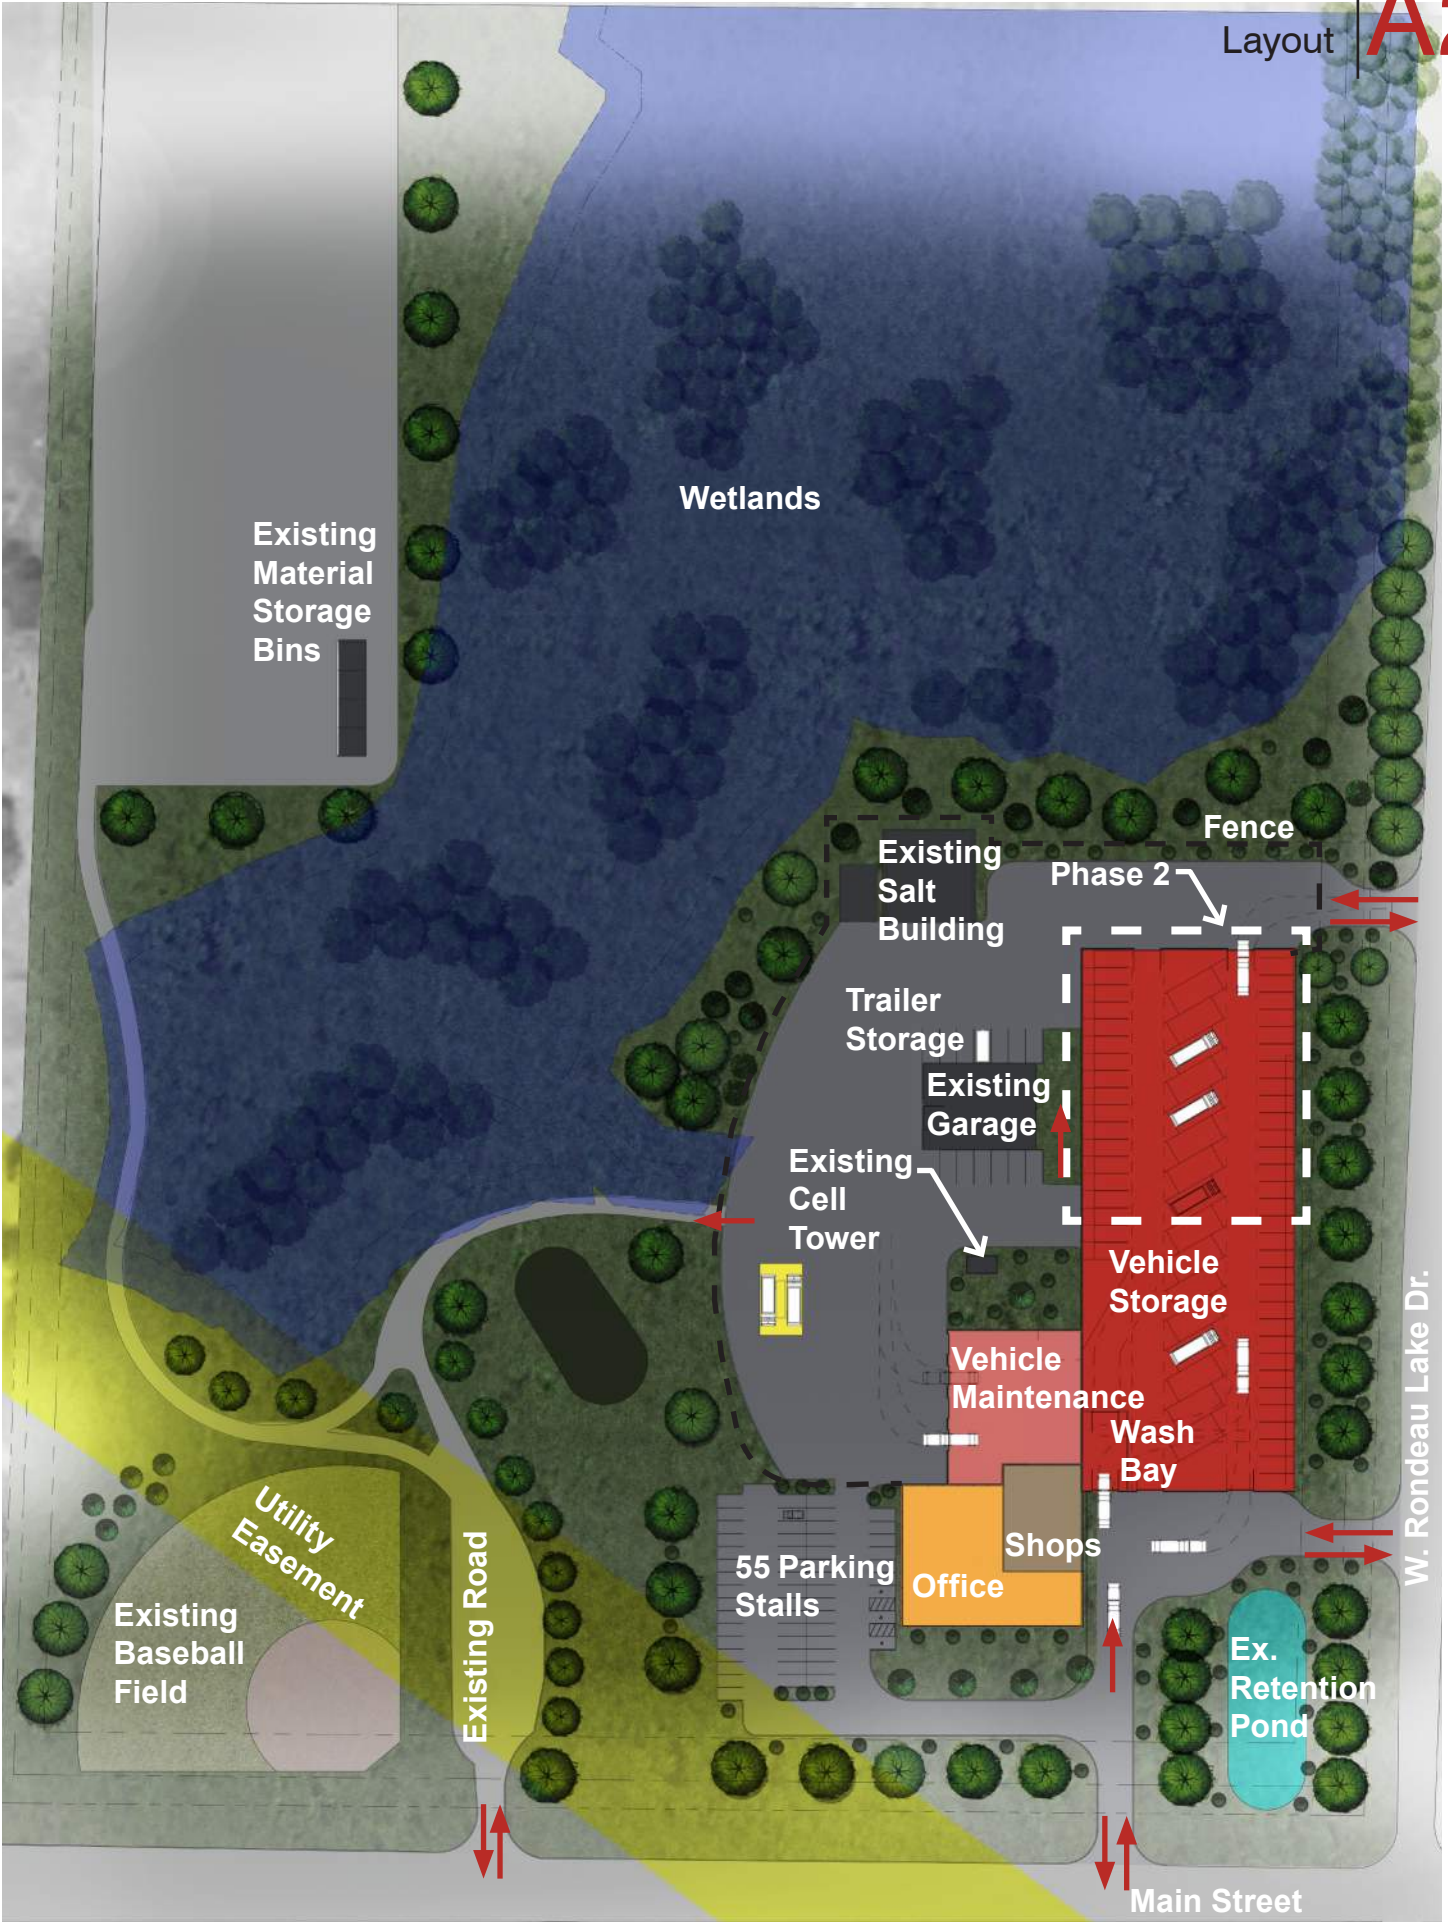 Layout
A2
Wetlands
Existing
Material
Storage
Bins
Fence
Existing
Salt
Building
Phase 2
Trailer
Storage
Existing
Garage
Existing
Cell
Tower
Vehicle
Storage
Vehicle
Maintenance
Wash
Bay
W. Rondeau Lake Dr.
Utility
Easement
Existing
Baseball
Field
Existing Road
55 Parking
Stalls
Office
Shops
Ex.
Retention
Pond
Main Street